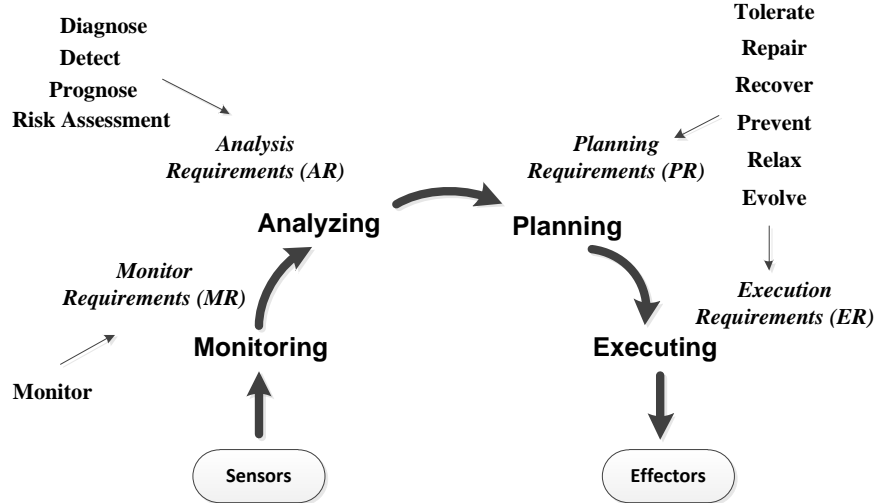 Diagnose
Detect
Prognose
Risk Assessment
Tolerate
Repair
Recover
Prevent
Relax
Evolve
Analysis
Requirements (AR)
Planning
Requirements (PR)
Analyzing
Planning
Monitor
Requirements (MR)
Execution
Requirements (ER)
Monitoring
Executing
Monitor
Sensors
Effectors